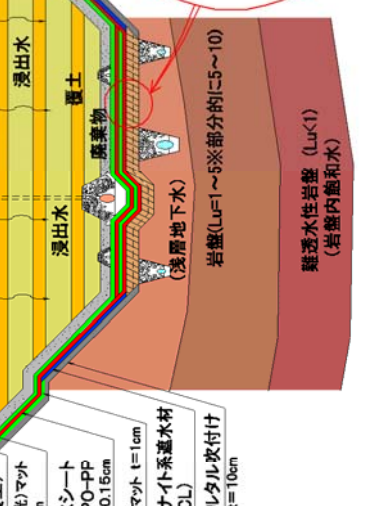 浸出水
覆土
廃棄物
浸出水
(浅層地下水)
岩盤(Lu=1～5※部分的に5～10)
難透水性岩盤 (Lu<1)
(岩盤内飽和水)
マット
シート
PO-PP
0.15cm
マット t=1cm
ナイト系遮水材
CL)
ルタル吹付け
t=10cm